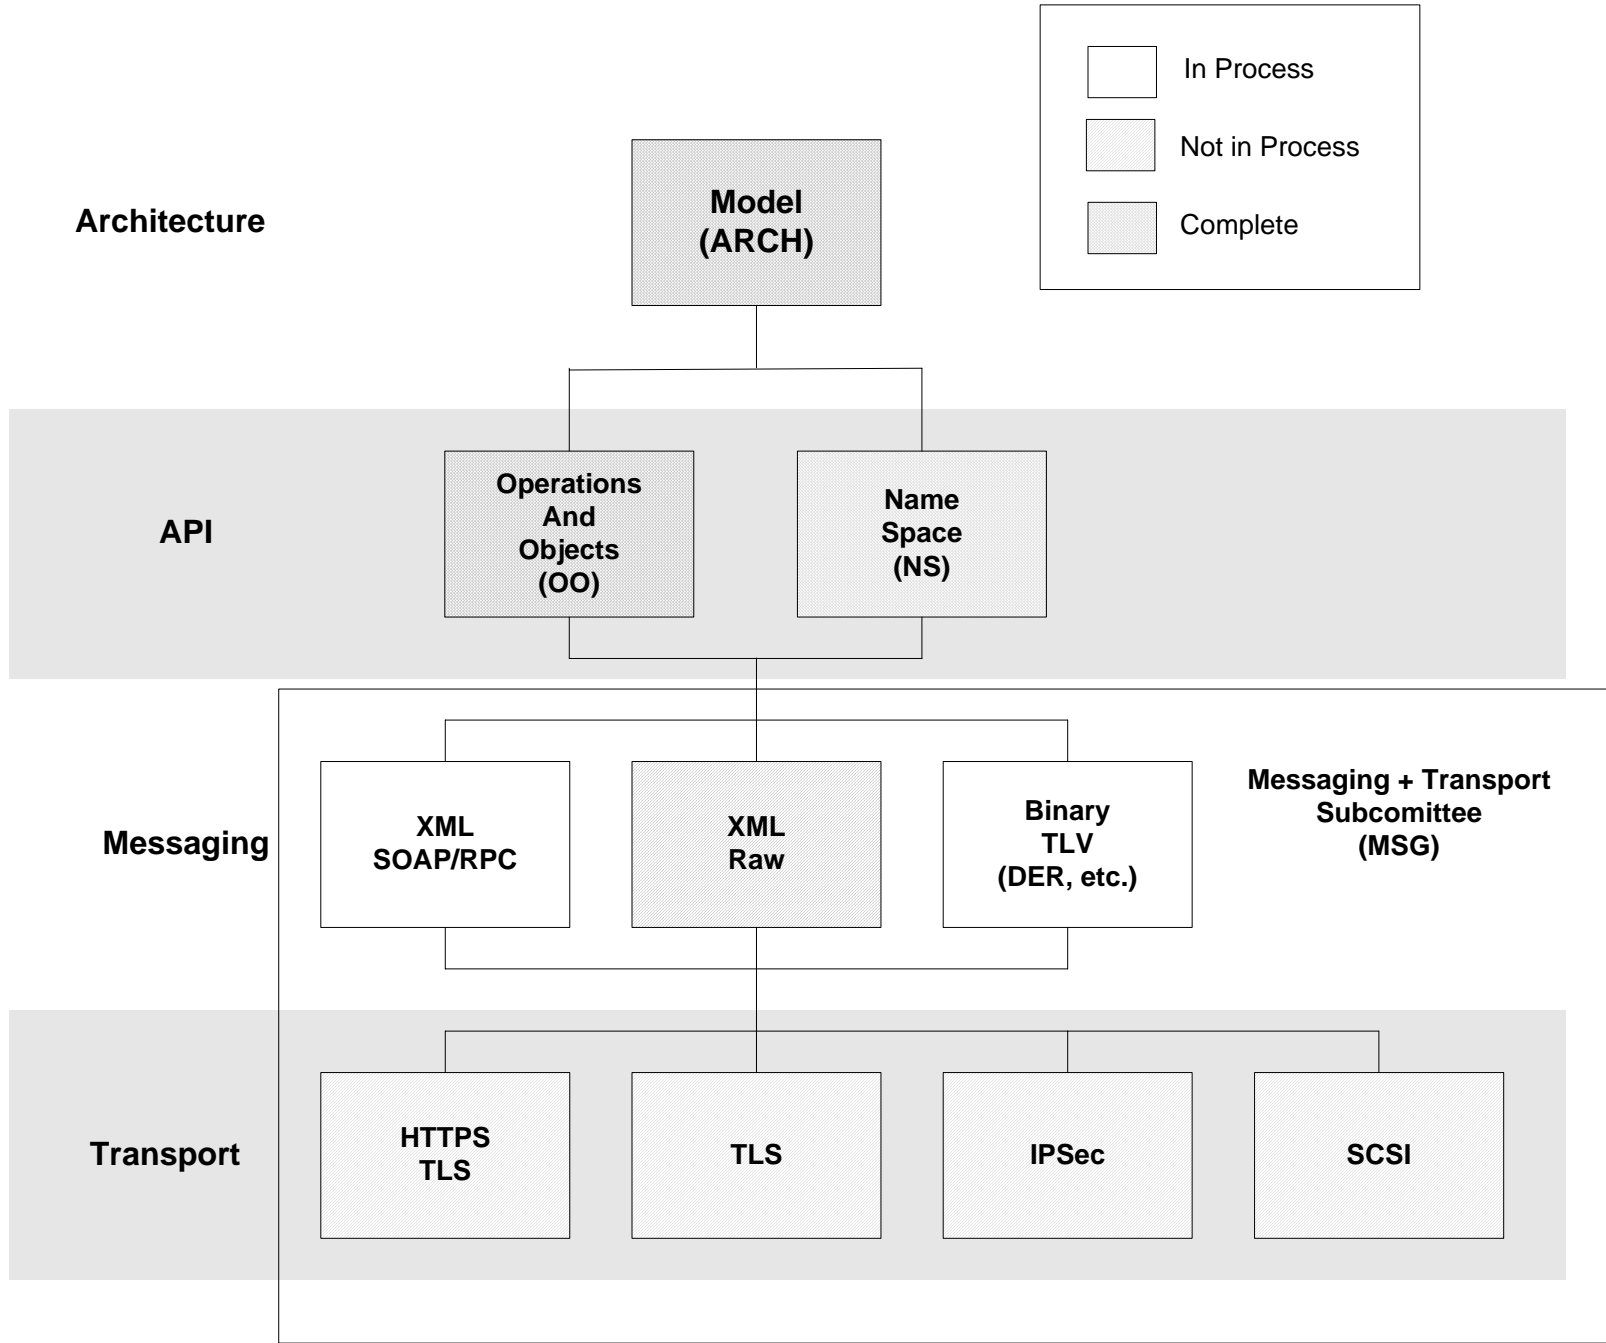 In Process
Not in Process
Complete
Architecture
Model
(ARCH)
API
Operations
And
Objects
(OO)
Name
Space
(NS)
Messaging
XML
SOAP/RPC
XML
Raw
Binary
TLV
(DER, etc.)
Messaging + Transport
Subcomittee
(MSG)
Transport
HTTPS
TLS
TLS
IPSec
SCSI